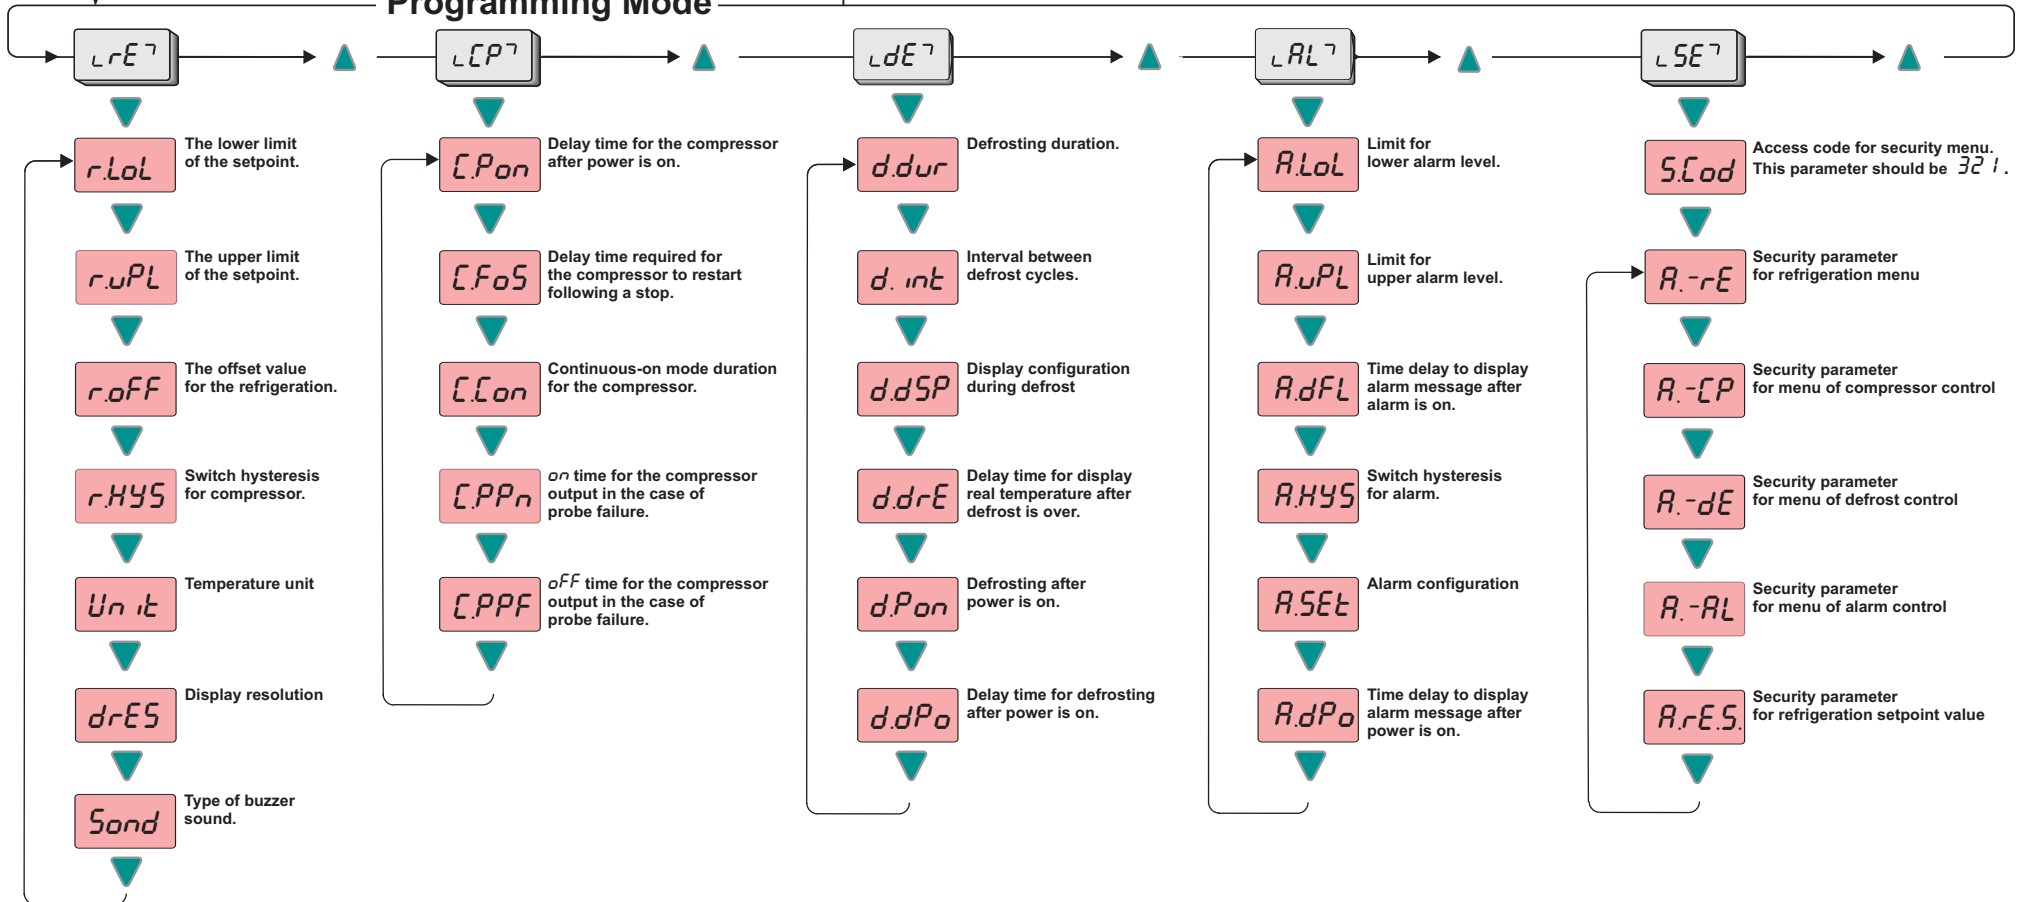 Programming Mode
rE
CP
dE
AL
SE
r.LoL
The lower limit
of the setpoint.
r.uPL
The upper limit
of the setpoint.
r.oFF
The offset value
for the refrigeration.
r.HYS
Switch hysteresis
for compressor.
Unit
Temperature unit
drES
Display resolution
Sond
Type of buzzer
sound.
C.Pon
Delay time for the compressor
after power is on.
C.FoS
Delay time required for
the compressor to restart
following a stop.
C.Con
Continuous-on mode duration
for the compressor.
C.PPn
on time for the compressor
output in the case of
probe failure.
C.PPF
oFF time for the compressor
output in the case of
probe failure.
d.dur
Defrosting duration.
d.int
Interval between
defrost cycles.
d.dSP
Display configuration
during defrost
d.drE
Delay time for display
real temperature after
defrost is over.
d.Pon
Defrosting after
power is on.
d.dPo
Delay time for defrosting
after power is on.
A.LoL
Limit for
lower alarm level.
A.uPL
Limit for
upper alarm level.
A.dFL
Time delay to display
alarm message after
alarm is on.
A.HYS
Switch hysteresis
for alarm.
A.SEt
Alarm configuration
A.dPo
Time delay to display
alarm message after
power is on.
S.Cod
Access code for security menu.
This parameter should be 321.
A.-rE
Security parameter
for refrigeration menu
A.-CP
Security parameter
for menu of compressor control
A.-dE
Security parameter
for menu of defrost control
A.-AL
Security parameter
for menu of alarm control
A.rE.S.
Security parameter
for refrigeration setpoint value